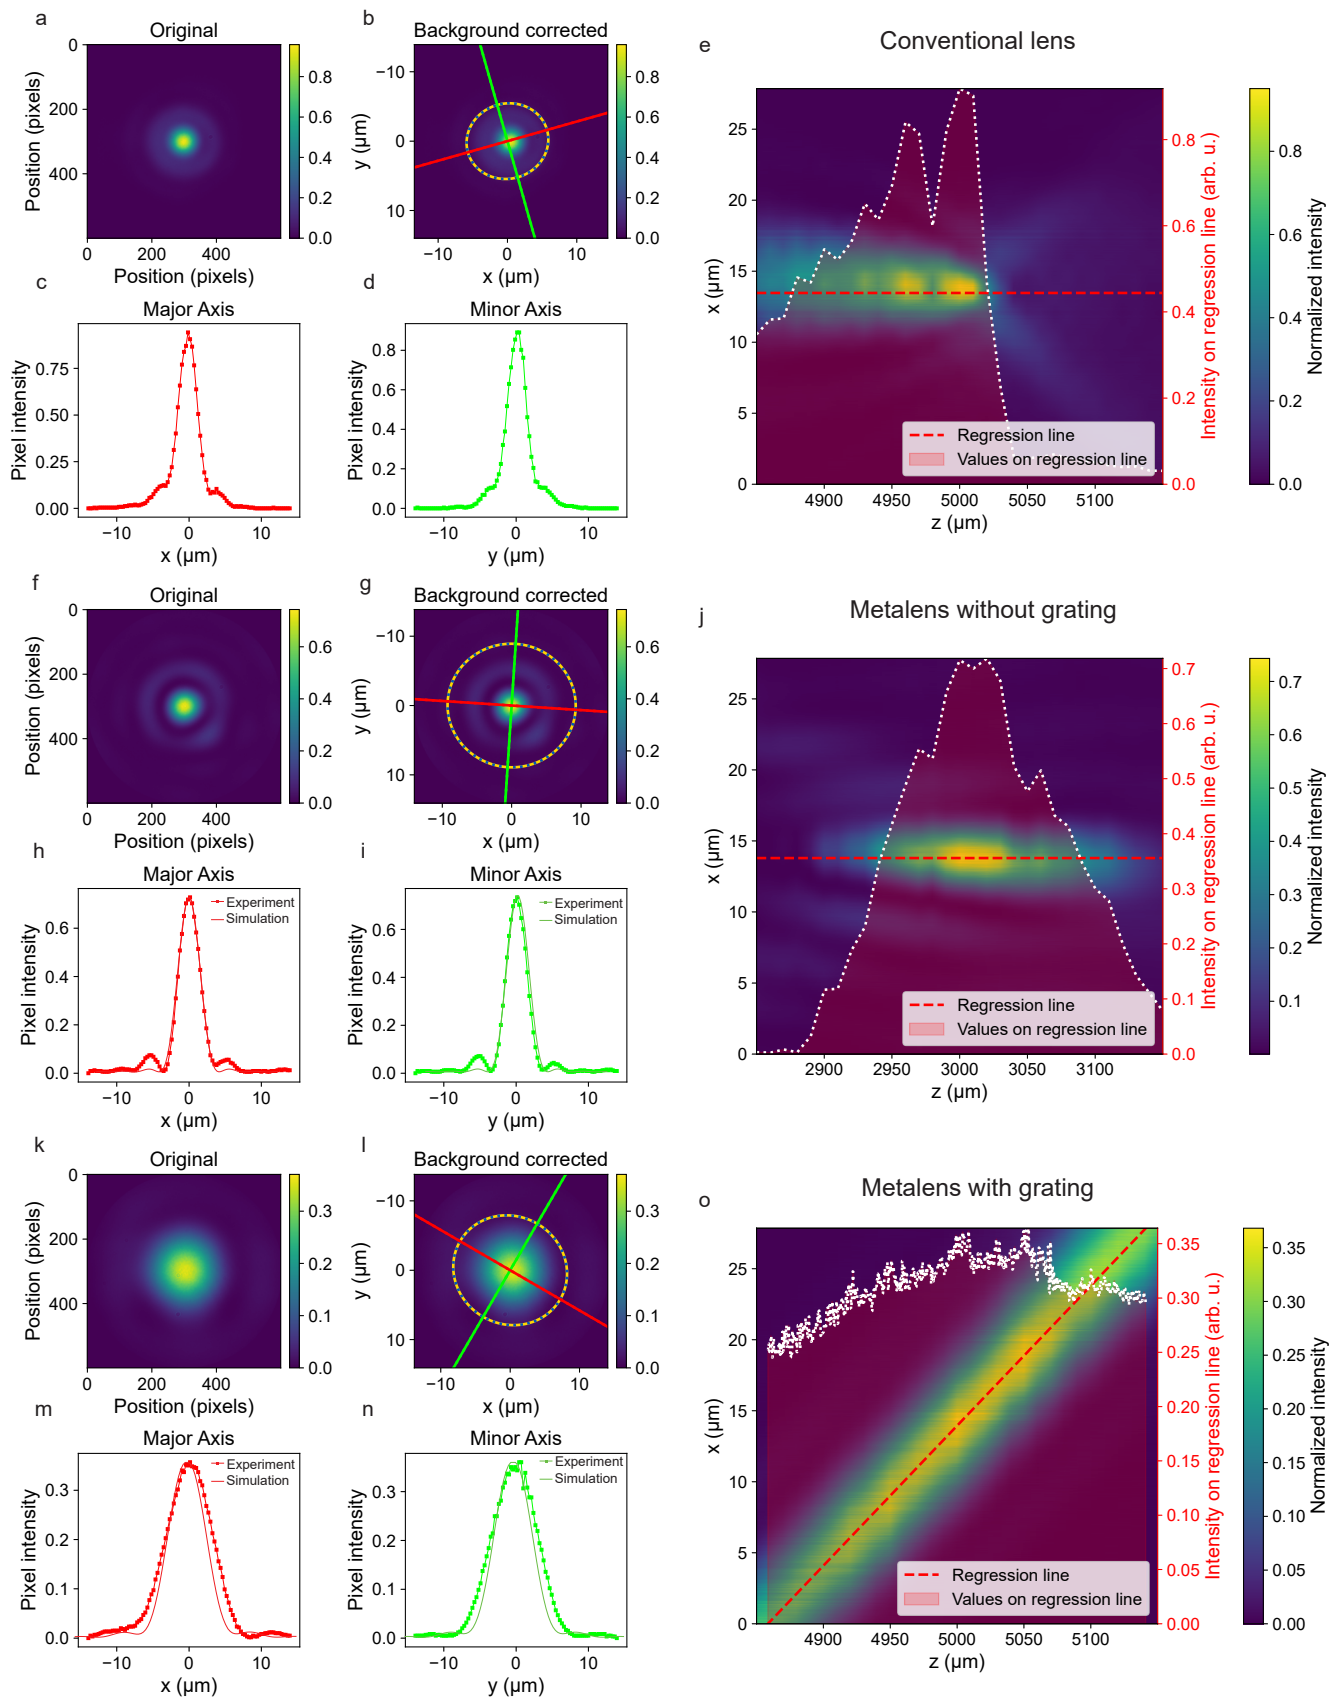 a
Original
Position (pixels)
0
200
400
0 200 400
Position (pixels)
0.8
0.6
0.4
0.2
0.0
b
Background corrected
y (μm)
−10
0
10
−10 0 10
x (μm)
0.8
0.6
0.4
0.2
0.0
c
Major Axis
Pixel intensity
0.75
0.50
0.25
0.00
−10 0 10
x (μm)
d
Minor Axis
Pixel intensity
0.8
0.6
0.4
0.2
0.0
−10 0 10
y (μm)
e
Conventional lens
x (μm)
25
20
15
10
5
0
4900 4950 5000 5050 5100
z (μm)
Regression line
Values on regression line
0.8
0.6
0.4
0.2
0.0
Intensity on regression line (arb. u.)
0.8
0.6
0.4
0.2
0.0
Normalized intensity
f
Original
Position (pixels)
0
200
400
0 200 400
Position (pixels)
0.6
0.4
0.2
0.0
g
Background corrected
y (μm)
−10
0
10
−10 0 10
x (μm)
0.6
0.4
0.2
0.0
h
Major Axis
Pixel intensity
0.6
0.4
0.2
0.0
Experiment
Simulation
−10 0 10
x (μm)
i
Minor Axis
Pixel intensity
0.6
0.4
0.2
0.0
Experiment
Simulation
−10 0 10
y (μm)
j
Metalens without grating
x (μm)
25
20
15
10
5
0
2900 2950 3000 3050 3100
z (μm)
Regression line
Values on regression line
0.7
0.6
0.5
0.4
0.3
0.2
0.1
0.0
Intensity on regression line (arb. u.)
0.7
0.6
0.5
0.4
0.3
0.2
0.1
Normalized intensity
k
Original
Position (pixels)
0
200
400
0 200 400
Position (pixels)
0.3
0.2
0.1
0.0
l
Background corrected
y (μm)
−10
0
10
−10 0 10
x (μm)
0.3
0.2
0.1
0.0
m
Major Axis
Pixel intensity
0.3
0.2
0.1
0.0
Experiment
Simulation
−10 0 10
x (μm)
n
Minor Axis
Pixel intensity
0.3
0.2
0.1
0.0
Experiment
Simulation
−10 0 10
y (μm)
o
Metalens with grating
x (μm)
25
20
15
10
5
0
4900 4950 5000 5050 5100
z (μm)
Regression line
Values on regression line
0.35
0.30
0.25
0.20
0.15
0.10
0.05
0.00
Intensity on regression line (arb. u.)
0.35
0.30
0.25
0.20
0.15
0.10
0.05
0.00
Normalized intensity